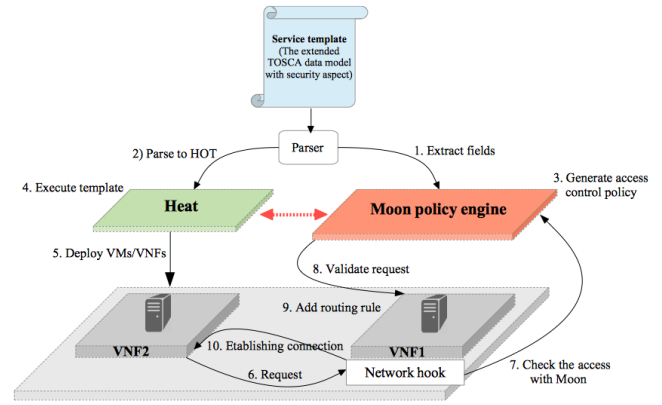 Service template
(The extended
TOSCA data model
with security aspect)
Parser
2) Parse to HOT
1. Extract fields
4. Execute template
3. Generate access
control policy
Heat
Moon policy engine
5. Deploy VMs/VNFs
8. Validate request
9. Add routing rule
VNF2
10. Etablishing connection
VNF1
6. Request
Network hook
7. Check the access
with Moon